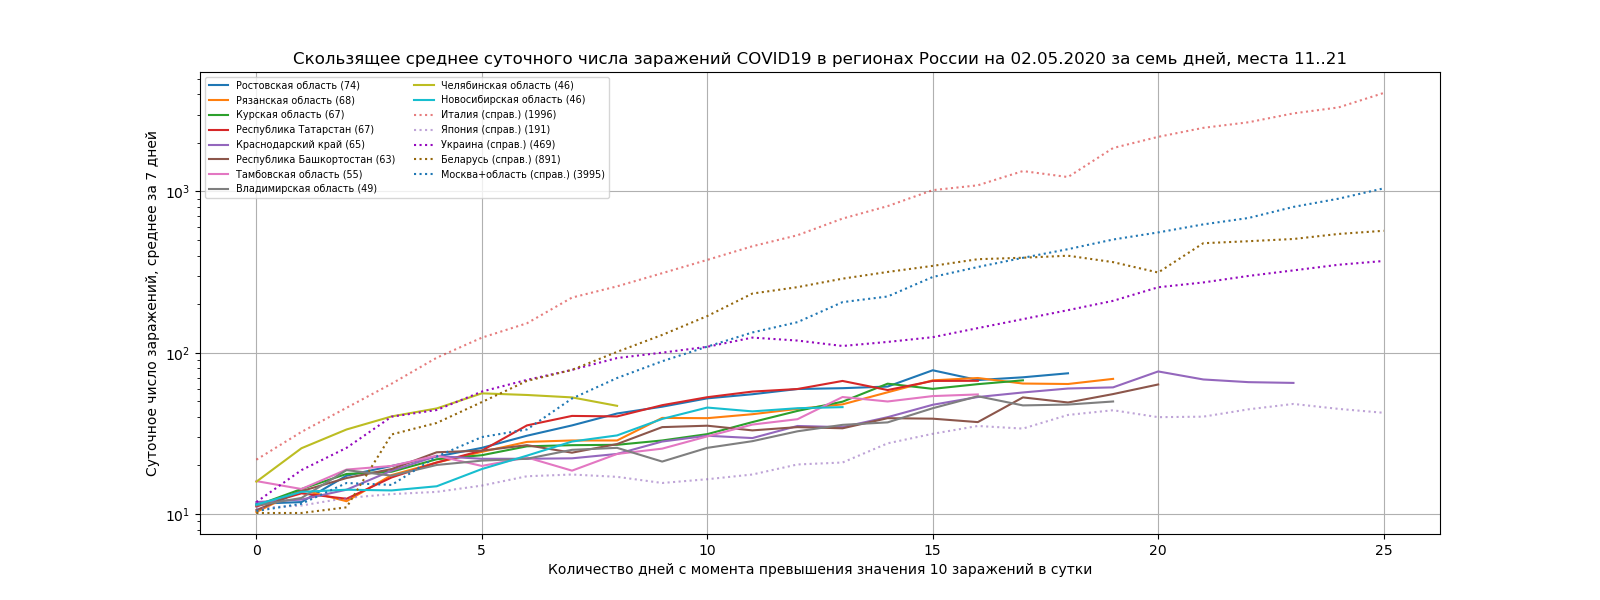 Скользящее среднее суточного числа заражений COVID19 в регионах России на 02.05.2020 за семь дней, места 11..21
Суточное число заражений, среднее за 7 дней
10³
10²
10¹
Ростовская область (74)
Рязанская область (68)
Курская область (67)
Республика Татарстан (67)
Краснодарский край (65)
Республика Башкортостан (63)
Тамбовская область (55)
Владимирская область (49)
Челябинская область (46)
Новосибирская область (46)
Италия (справ.) (1996)
Япония (справ.) (191)
Украина (справ.) (469)
Беларусь (справ.) (891)
Москва+область (справ.) (3995)
0 5 10 15 20 25
Количество дней с момента превышения значения 10 заражений в сутки